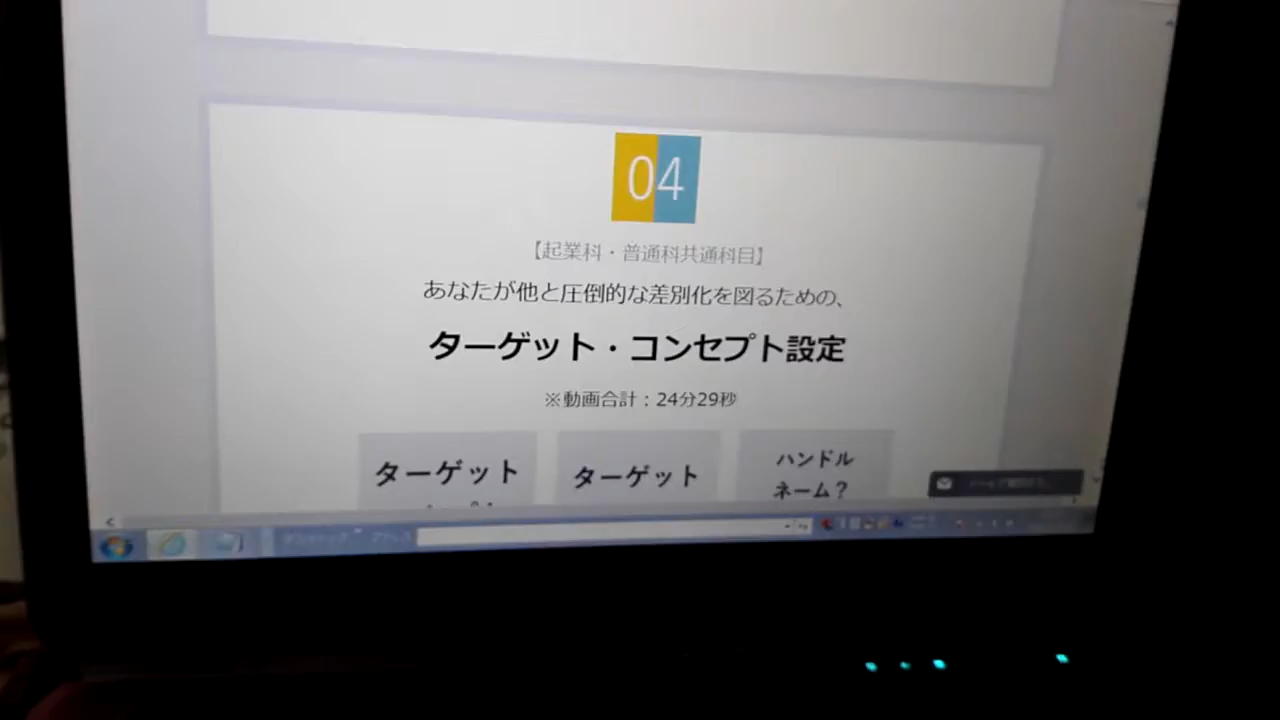 04
【起業科・普通科共通科目】
あなたが他と圧倒的な差別化を図るための、
ターゲット・コンセプト設定
※動画合計：24分29秒
ターゲット
ターゲット
ハンドル
ネーム？